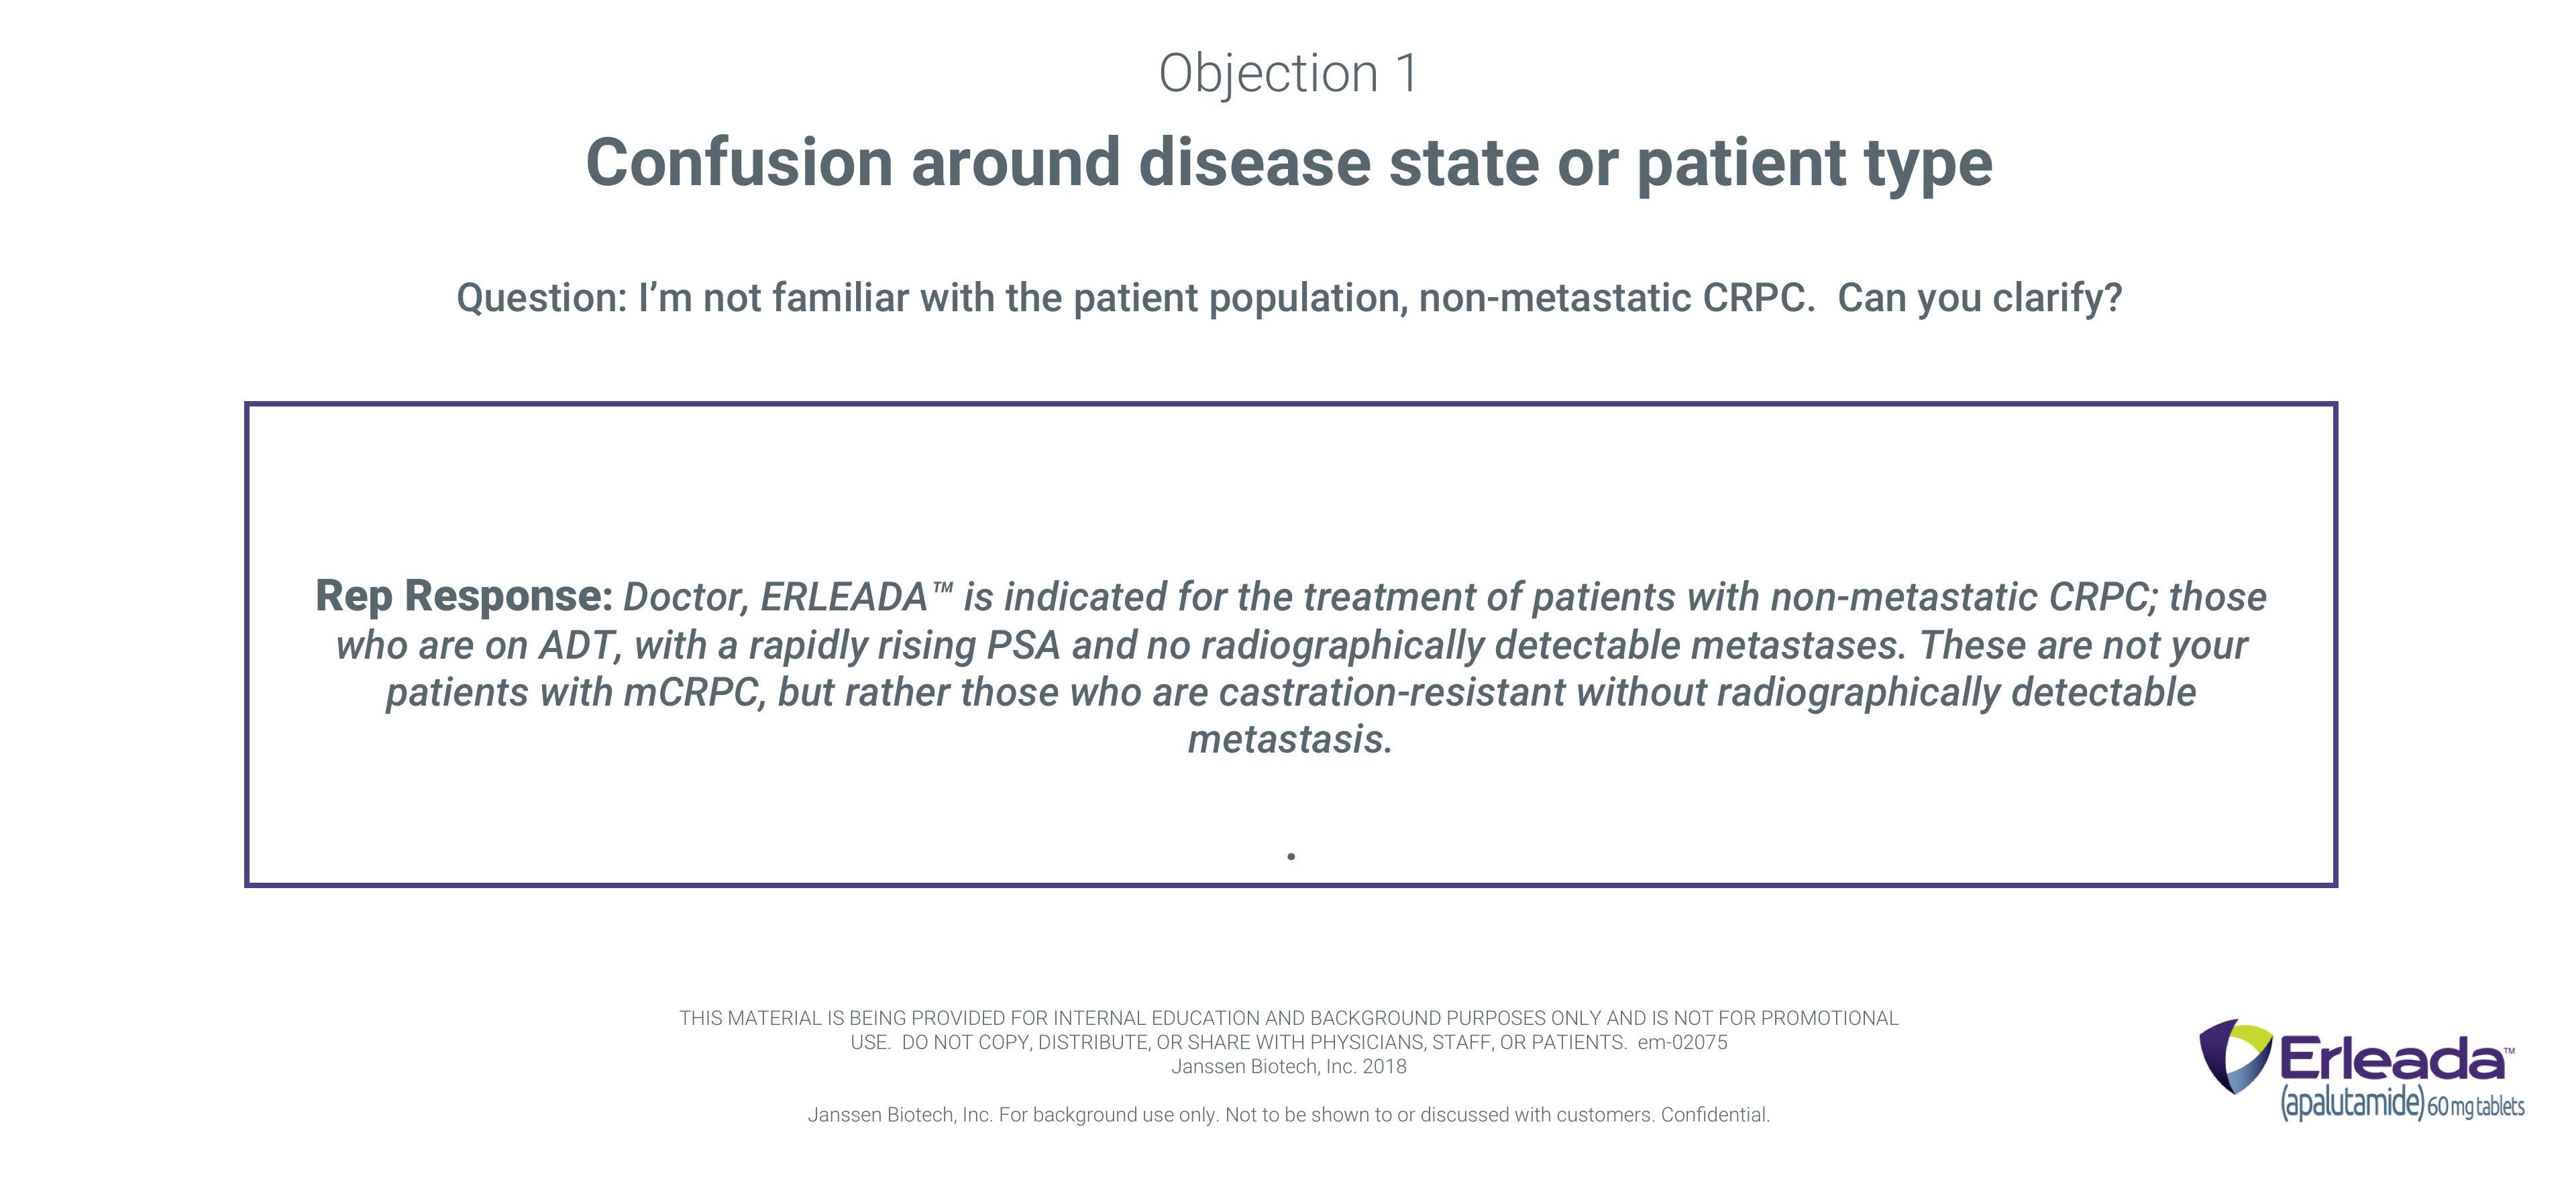 Objection 1
Confusion around disease state or patient type
Question: I’m not familiar with the patient population, non-metastatic CRPC.  Can you clarify?
Rep Response: Doctor, ERLEADA™ is indicated for the treatment of patients with non-metastatic CRPC; those
who are on ADT, with a rapidly rising PSA and no radiographically detectable metastases. These are not your
patients with mCRPC, but rather those who are castration-resistant without radiographically detectable
metastasis.
.
THIS MATERIAL IS BEING PROVIDED FOR INTERNAL EDUCATION AND BACKGROUND PURPOSES ONLY AND IS NOT FOR PROMOTIONAL
USE.  DO NOT COPY, DISTRIBUTE, OR SHARE WITH PHYSICIANS, STAFF, OR PATIENTS.  em-02075
Janssen Biotech, Inc. 2018
Janssen Biotech, Inc. For background use only. Not to be shown to or discussed with customers. Confidential.
Erleada™
(apalutamide) 60 mg tablets